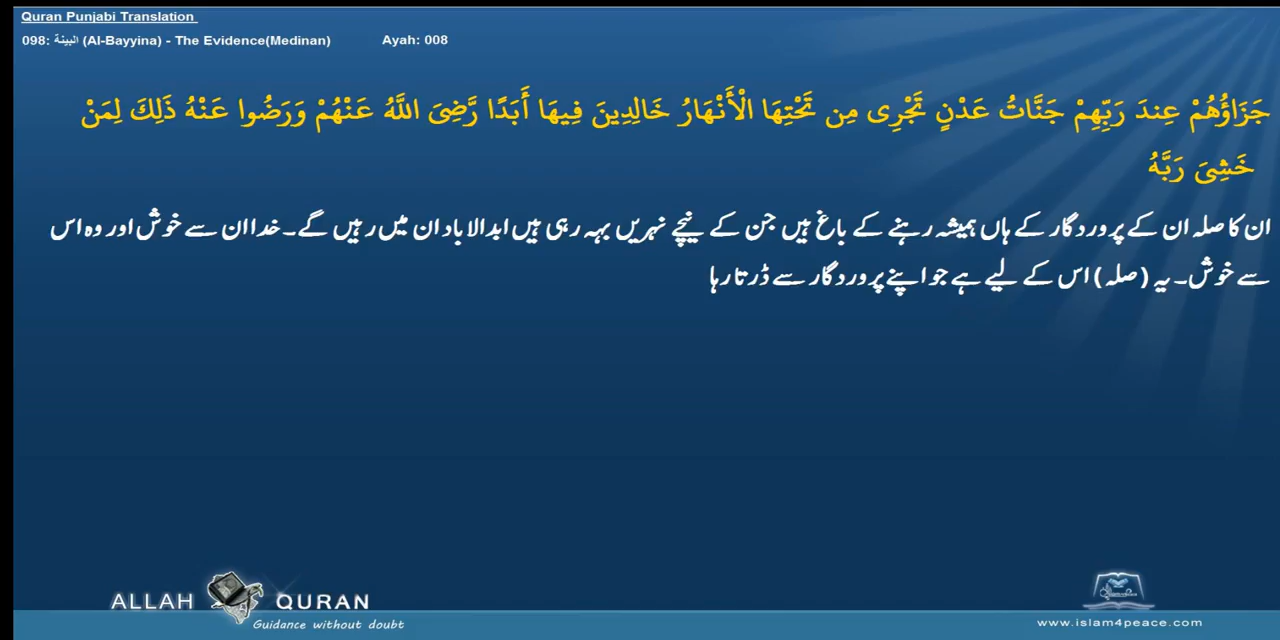 Quran Punjabi Translation
098: البينة (Al-Bayyina) - The Evidence(Medinan) Ayah: 008
جَزَاؤُهُمْ عِندَ رَبِّهِمْ جَنَّاتُ عَدْنٍ تَجْرِى مِن تَحْتِهَا الْأَنْهَارُ خَالِدِينَ فِيهَا أَبَدًا رَّضِىَ اللَّهُ عَنْهُمْ وَرَضُوا عَنْهُ ذَلِكَ لِمَنْ
خَشِىَ رَبَّهُ
ان کا صلہ ان کے پروردگار کے ہاں ہمیشہ رہنے کے باغ ہیں جن کے نیچے نہریں بہہ رہی ہیں ابدالاباد ان میں رہیں گے۔ خدا ان سے خوش اور وہ اس
سے خوش۔ یہ (صلہ) اس کے لیے ہے جو اپنے پروردگار سے ڈرتا رہا
ALLAH QURAN
Guidance without doubt
www.islam4peace.com